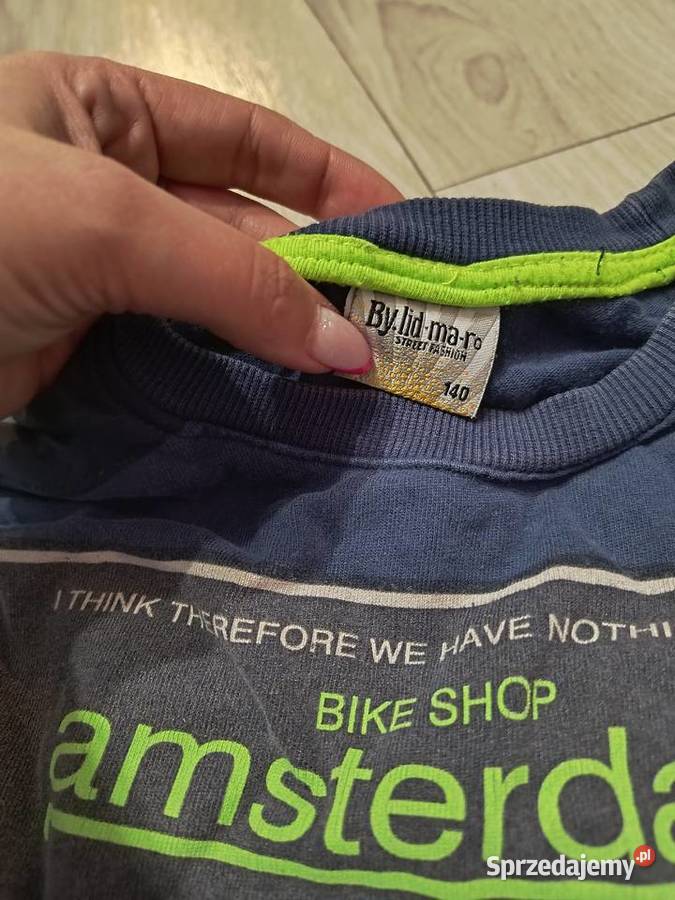 By.lid-ma-ro
STREET FASHION
140
I THINK THEREFORE WE HAVE NOTHI
BIKE SHOP
amsterda
Sprzedajemy.pl